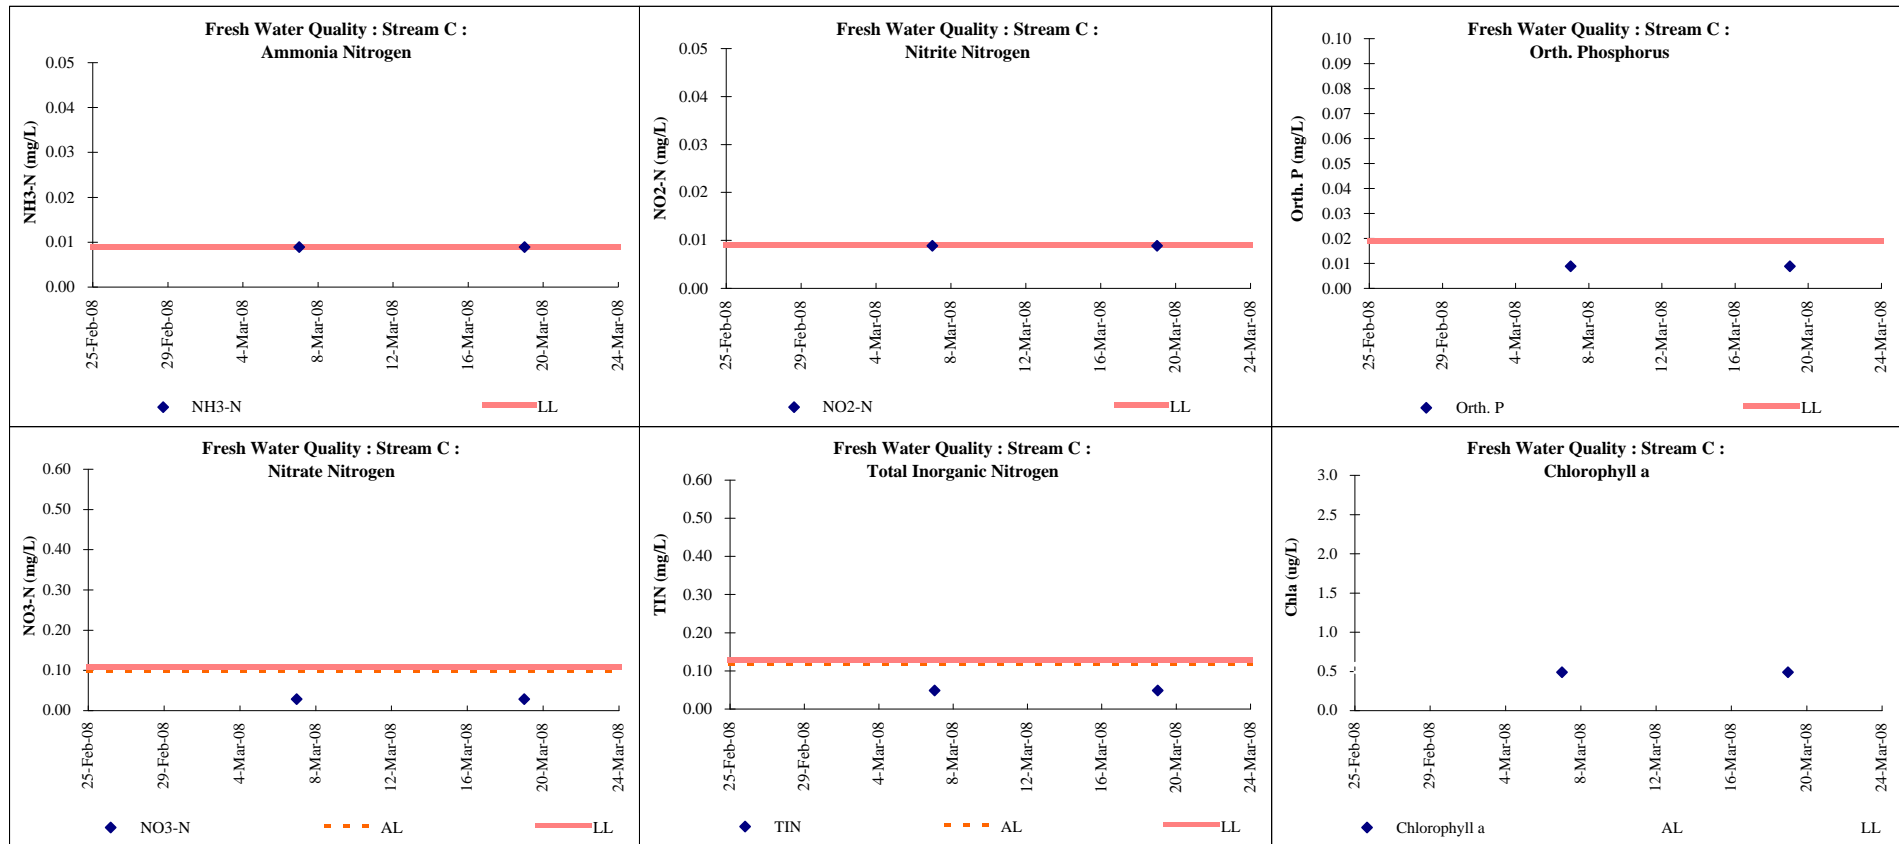 Fresh Water Quality : Stream C :
Ammonia Nitrogen
NH3-N (mg/L)
0.05
0.04
0.03
0.02
0.01
0.00
25-Feb-08
29-Feb-08
4-Mar-08
8-Mar-08
12-Mar-08
16-Mar-08
20-Mar-08
24-Mar-08
NH3-N
LL
Fresh Water Quality : Stream C :
Nitrite Nitrogen
NO2-N (mg/L)
0.05
0.04
0.03
0.02
0.01
0.00
25-Feb-08
29-Feb-08
4-Mar-08
8-Mar-08
12-Mar-08
16-Mar-08
20-Mar-08
24-Mar-08
NO2-N
LL
Fresh Water Quality : Stream C :
Orth. Phosphorus
Orth. P (mg/L)
0.10
0.09
0.08
0.07
0.06
0.05
0.04
0.03
0.02
0.01
0.00
25-Feb-08
29-Feb-08
4-Mar-08
8-Mar-08
12-Mar-08
16-Mar-08
20-Mar-08
24-Mar-08
Orth. P
LL
Fresh Water Quality : Stream C :
Nitrate Nitrogen
NO3-N (mg/L)
0.60
0.50
0.40
0.30
0.20
0.10
0.00
25-Feb-08
29-Feb-08
4-Mar-08
8-Mar-08
12-Mar-08
16-Mar-08
20-Mar-08
24-Mar-08
NO3-N
AL
LL
Fresh Water Quality : Stream C :
Total Inorganic Nitrogen
TIN (mg/L)
0.60
0.50
0.40
0.30
0.20
0.10
0.00
25-Feb-08
29-Feb-08
4-Mar-08
8-Mar-08
12-Mar-08
16-Mar-08
20-Mar-08
24-Mar-08
TIN
AL
LL
Fresh Water Quality : Stream C :
Chlorophyll a
Chla (ug/L)
3.0
2.5
2.0
1.5
1.0
0.5
0.0
25-Feb-08
29-Feb-08
4-Mar-08
8-Mar-08
12-Mar-08
16-Mar-08
20-Mar-08
24-Mar-08
Chlorophyll a
AL
LL